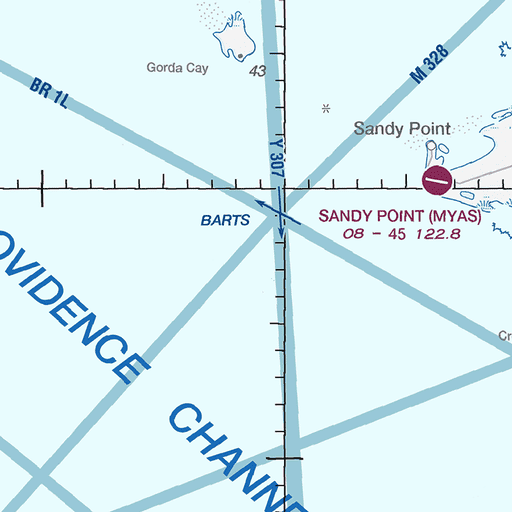 Gorda Cay
43
BR 1L
M 328
Sandy Point
Y 307
BARTS
SANDY POINT (MYAS)
08 - 45 122.8
OVIDENCE
CHANNE
Cr